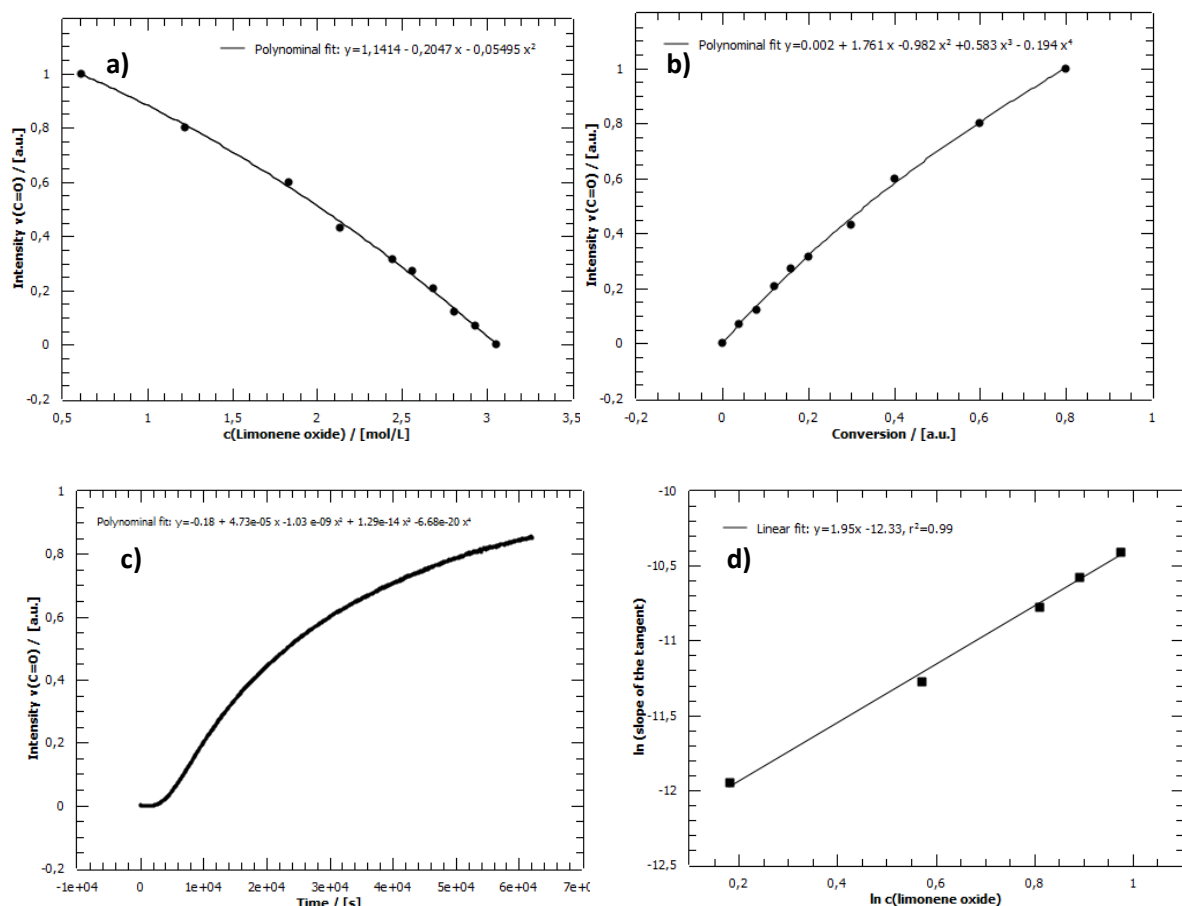 a)
Polynominal fit: y=1,1414 - 0,2047 x - 0,05495 x²
1
0,8
0,6
0,4
0,2
0
-0,2
Intensity ν(C=O) / [a.u.]
0,5 1 1,5 2 2,5 3 3,5
c(Limonene oxide) / [mol/L]
b)
Polynominal fit y=0.002 + 1.761 x -0.982 x² +0.583 x³ - 0.194 x⁴
1
0,8
0,6
0,4
0,2
0
-0,2
Intensity ν(C=O) / [a.u.]
-0,2 0 0,2 0,4 0,6 0,8 1
Conversion / [a.u.]
c)
Polynominal fit: y=-0.18 + 4.73e-05 x -1.03 e-09 x² + 1.29e-14 x³ -6.68e-20 x⁴
1
0,8
0,6
0,4
0,2
0
-0,2
Intensity ν(C=O) / [a.u.]
-1e+04 0 1e+04 2e+04 3e+04 4e+04 5e+04 6e+04
Time / [s]
d)
Linear fit: y=1.95x -12.33, r²=0.99
-10
-10,5
-11
-11,5
-12
-12,5
ln (slope of the tangent)
0,2 0,4 0,6 0,8 1
ln c(limonene oxide)